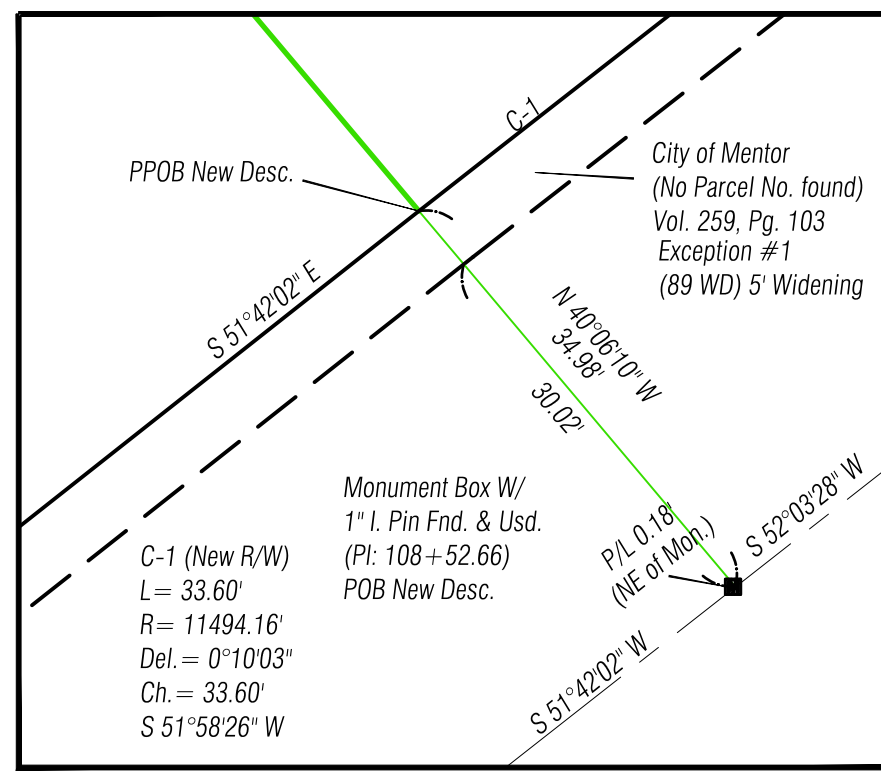 C-1
PPOB New Desc.
City of Mentor
(No Parcel No. found)
Vol. 259, Pg. 103
Exception #1
(89 WD) 5' Widening
S 51°42'02" E
N 40°06'10" W
34.98'
30.02'
Monument Box W/
1" I. Pin Fnd. & Usd.
(PI: 108+52.66)
POB New Desc.
P/L 0.18'
(NE of Mon.)
S 52°03'28" W
C-1 (New R/W)
L= 33.60'
R= 11494.16'
Del.= 0°10'03"
Ch.= 33.60'
S 51°58'26" W
S 51°42'02" W